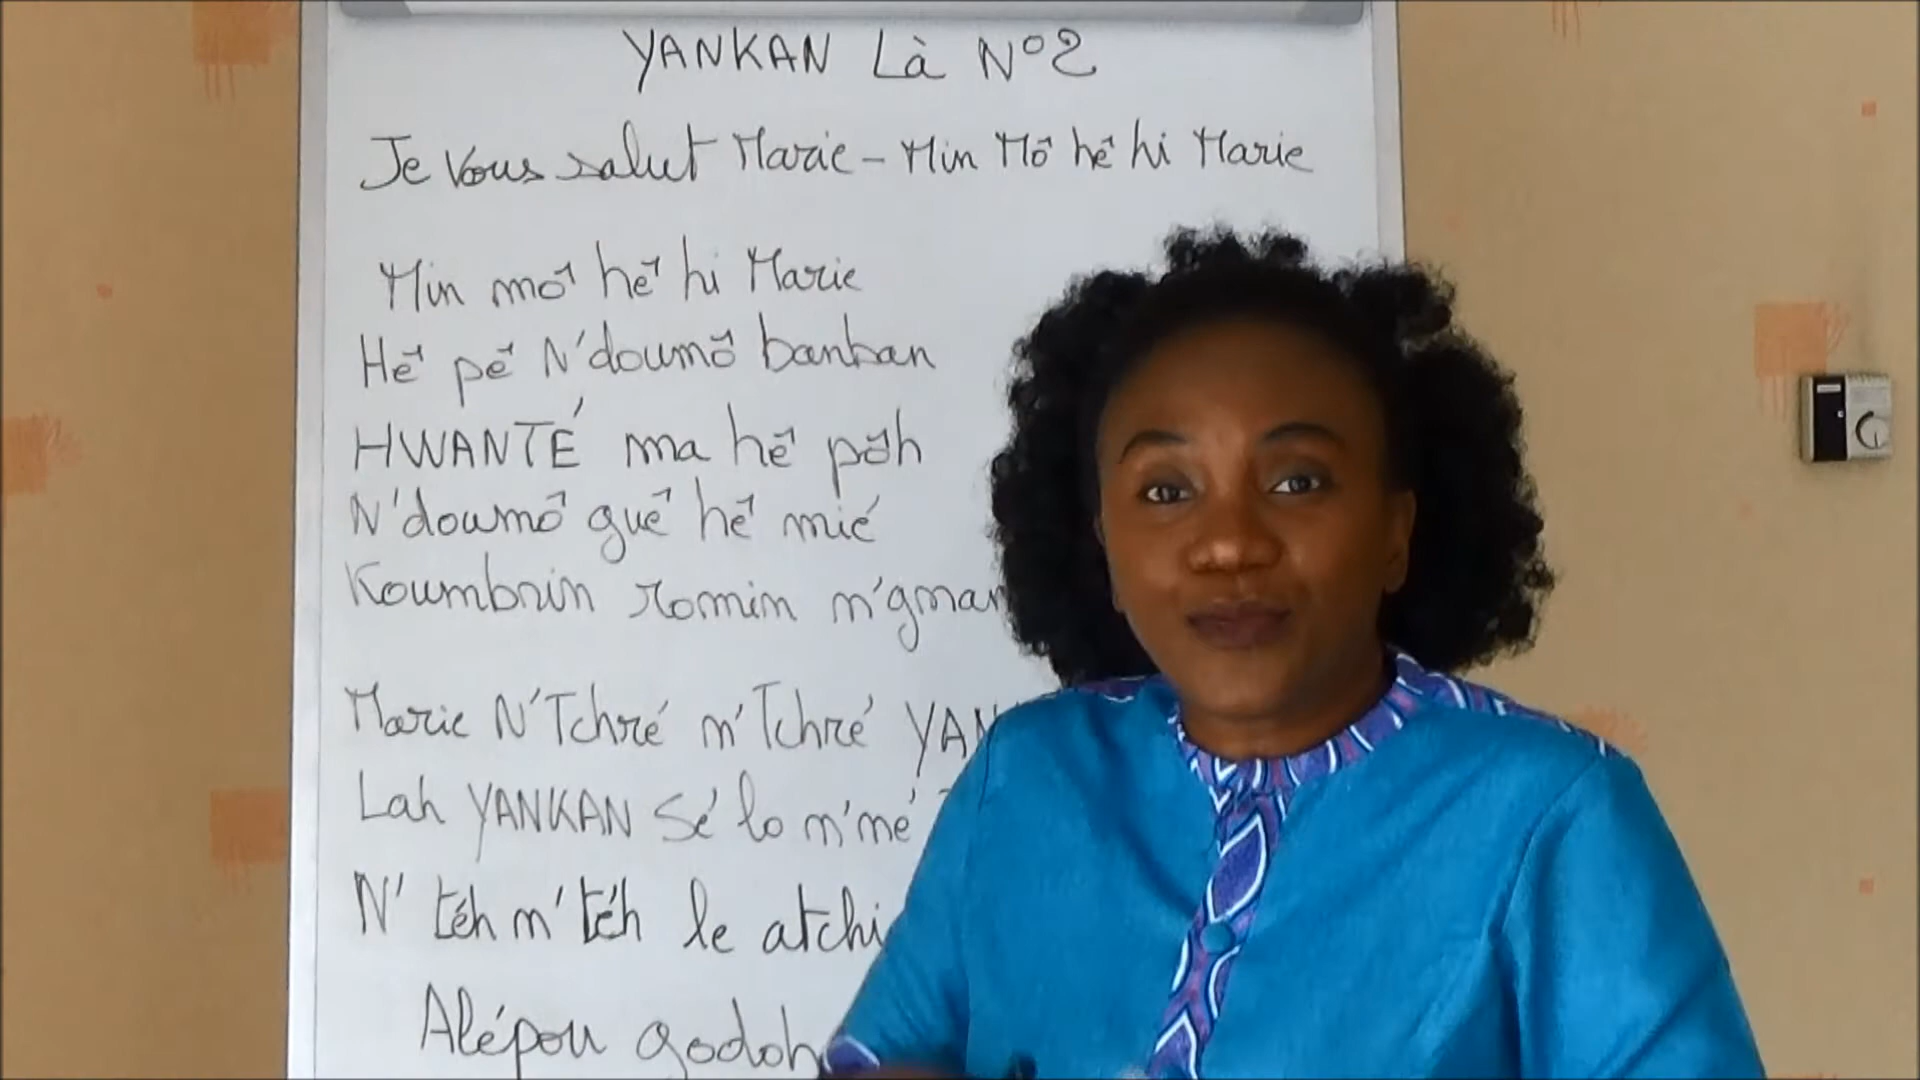 YANKAN Là N°2
Je vous salut Marie - Min Mô hê hi Marie
Min mô hê hi Marie
Hê pê N'doumô banban
HWANTÉ ma hê pôh
N'doumô guê hê mié
Koumbnin romin m'gman
Marie N'Tchré m'Tchré YAN
Lah YANKAN Sé lo m'mé
N' téh m' téh le atchi
Alépou godoh